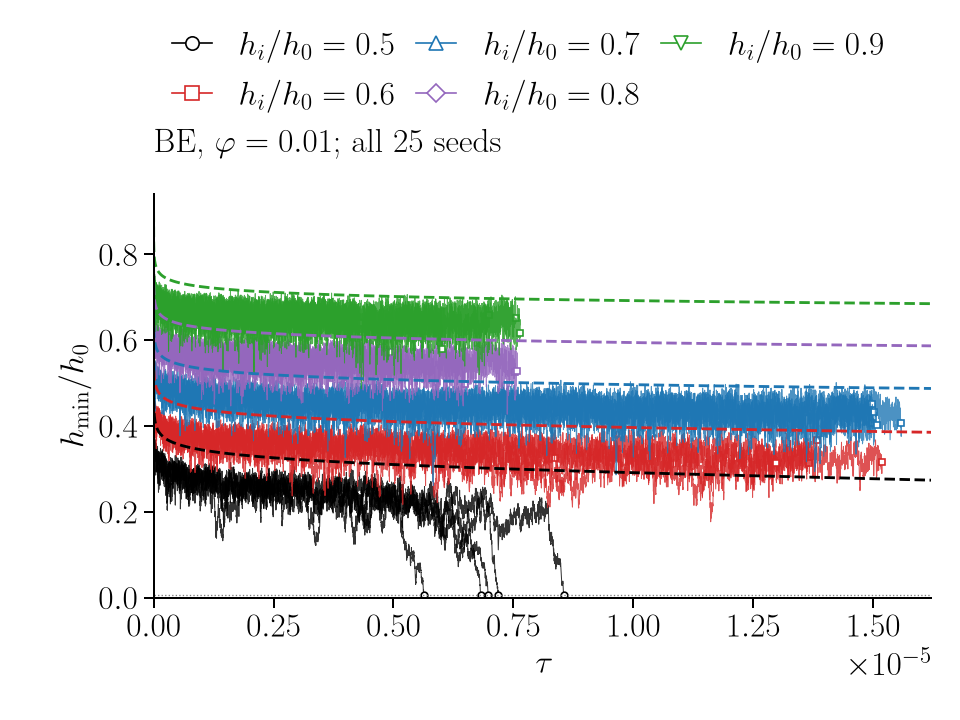 h_i/h_0 = 0.5 h_i/h_0 = 0.7 h_i/h_0 = 0.9
h_i/h_0 = 0.6 h_i/h_0 = 0.8
BE, φ = 0.01; all 25 seeds
h_min/h_0
0.8
0.6
0.4
0.2
0.0
0.00 0.25 0.50 0.75 1.00 1.25 1.50
τ
×10^−5